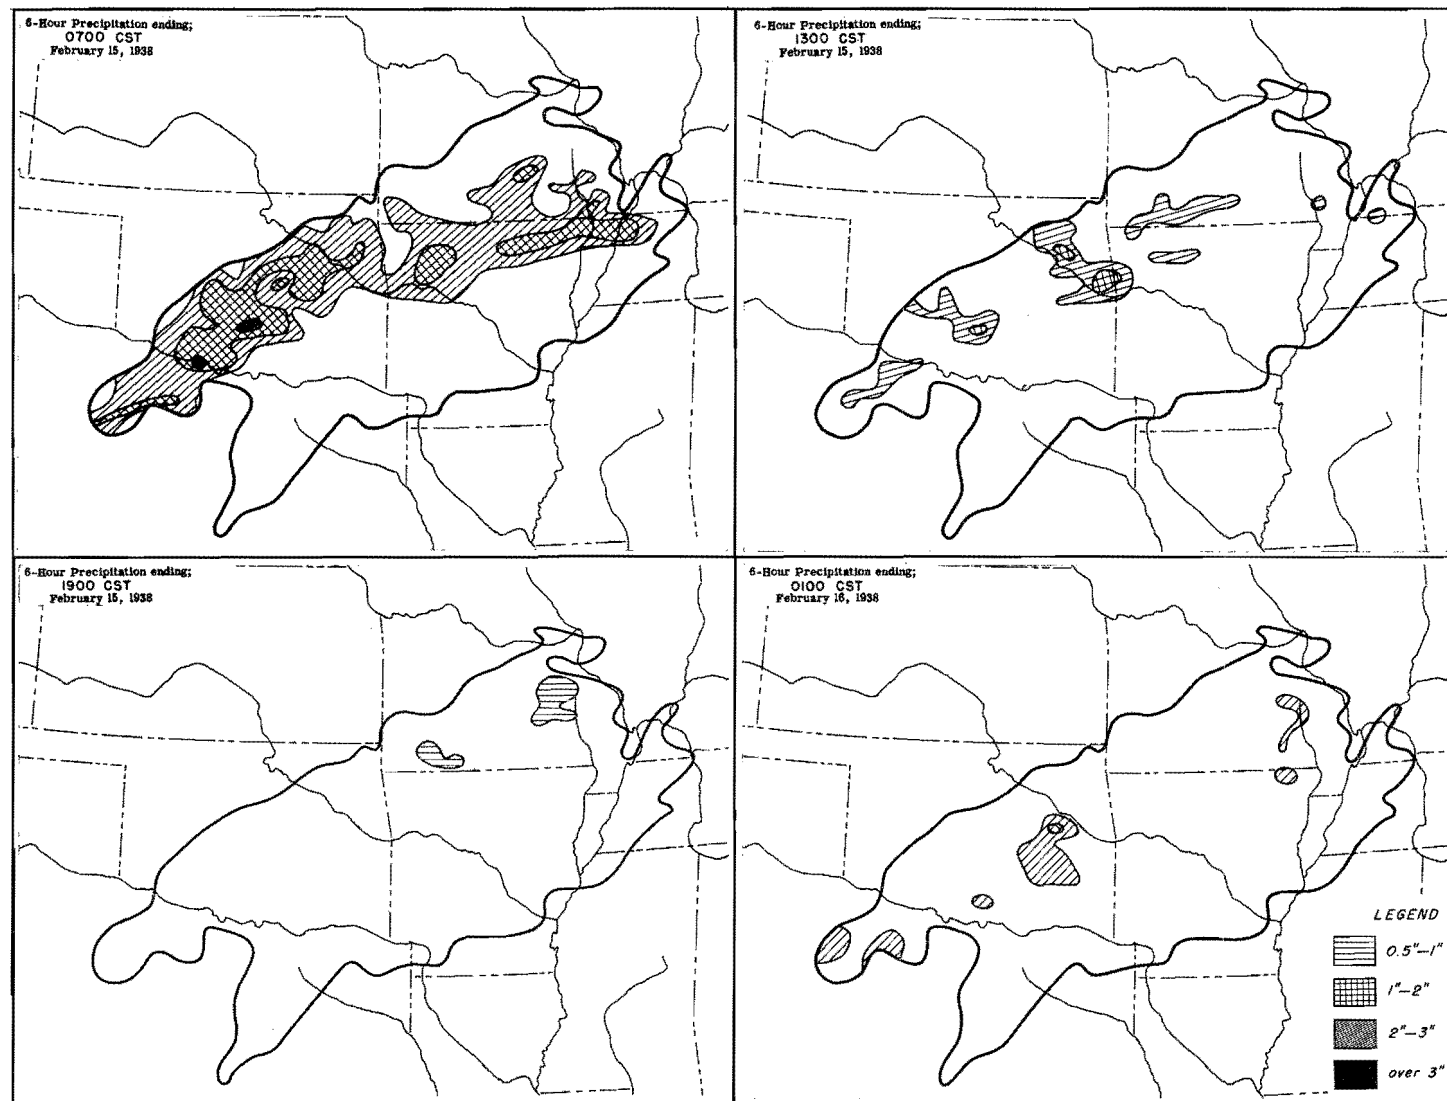 6-Hour Precipitation ending;
0700 CST
February 15, 1938
6-Hour Precipitation ending;
1300 CST
February 15, 1938
6-Hour Precipitation ending;
1900 CST
February 15, 1938
6-Hour Precipitation ending;
0100 CST
February 16, 1938
LEGEND
0.5"–1"
1"–2"
2"–3"
over 3"